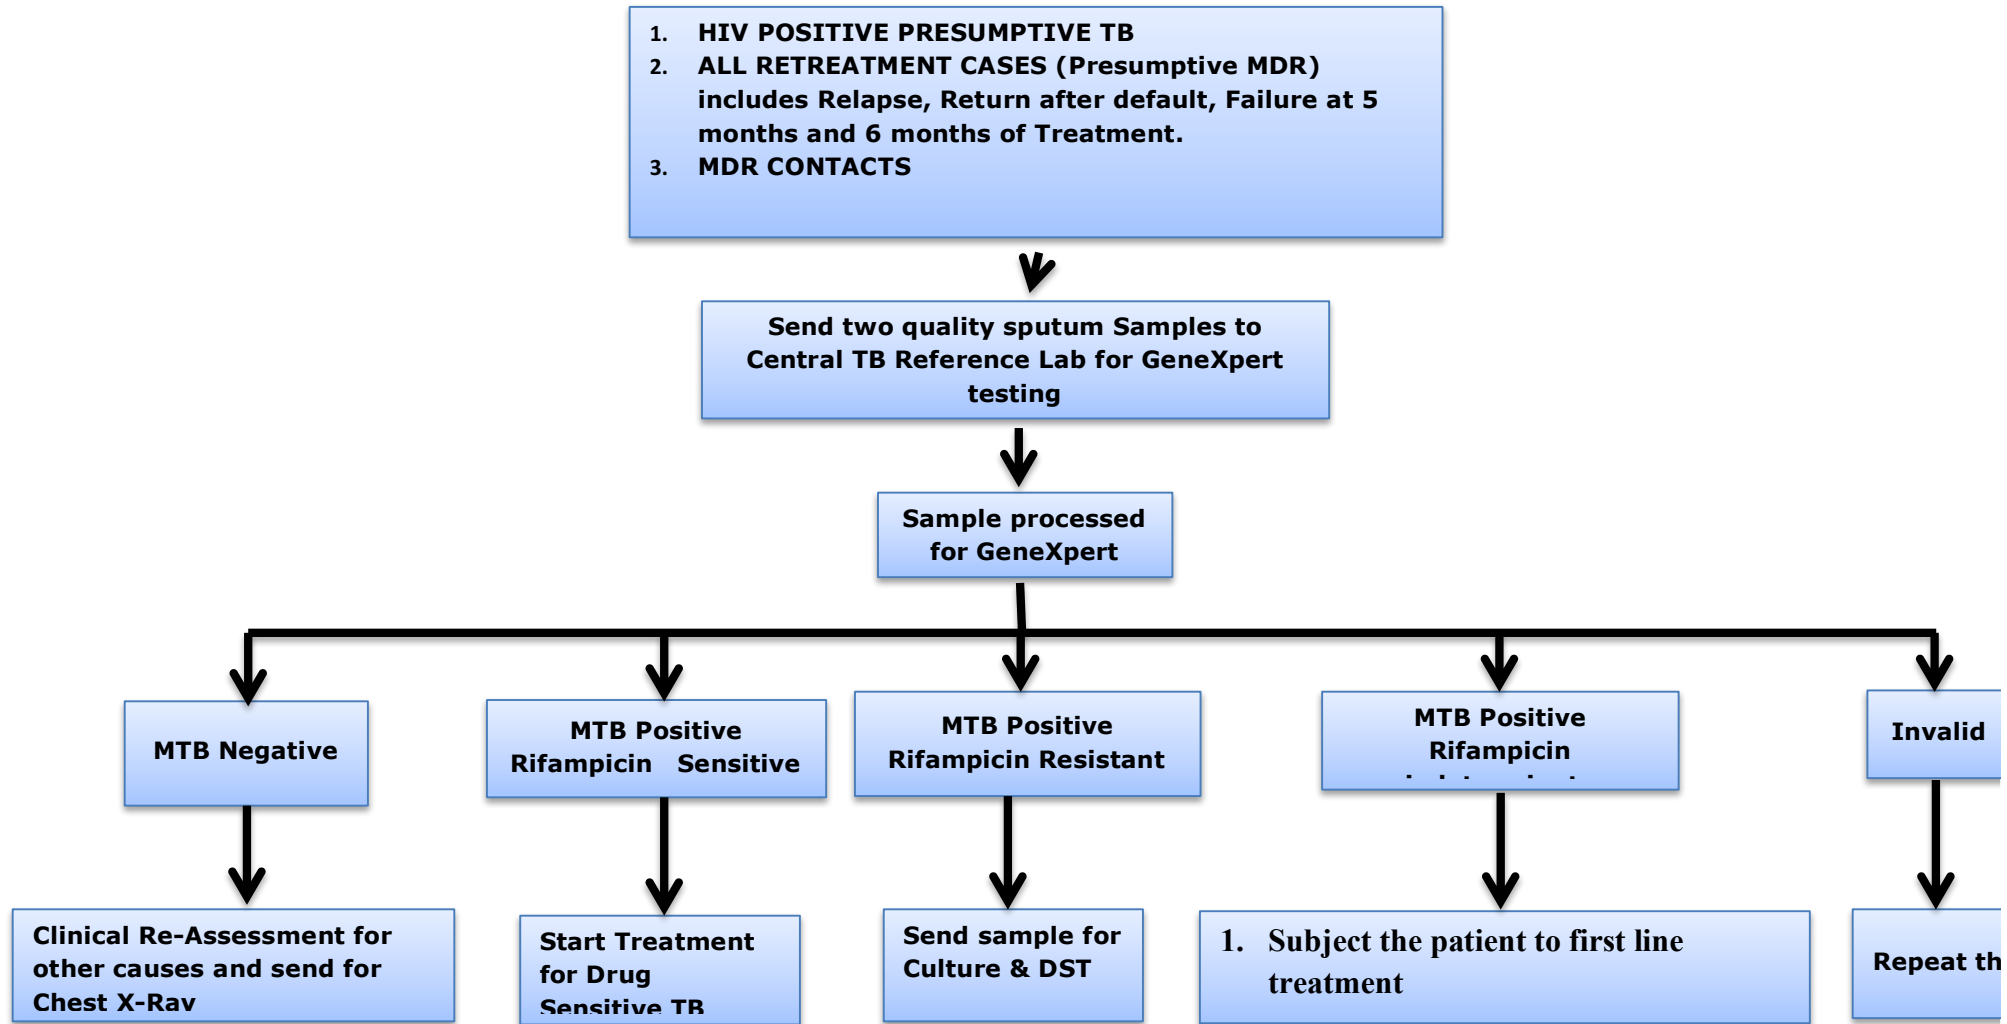 1. HIV POSITIVE PRESUMPTIVE TB
2. ALL RETREATMENT CASES (Presumptive MDR)
includes Relapse, Return after default, Failure at 5
months and 6 months of Treatment.
3. MDR CONTACTS
Send two quality sputum Samples to
Central TB Reference Lab for GeneXpert
testing
Sample processed
for GeneXpert
MTB Negative
MTB Positive
Rifampicin Sensitive
MTB Positive
Rifampicin Resistant
MTB Positive
Rifampicin
Invalid
Clinical Re-Assessment for
other causes and send for
Chest X-Ray
Start Treatment
for Drug
Sensitive TB
Send sample for
Culture & DST
1. Subject the patient to first line
treatment
Repeat th